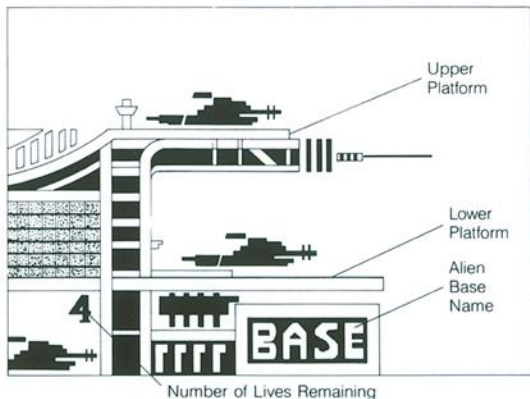 Upper
Platform
Lower
Platform
Alien
Base
Name
4
BASE
Number of Lives Remaining